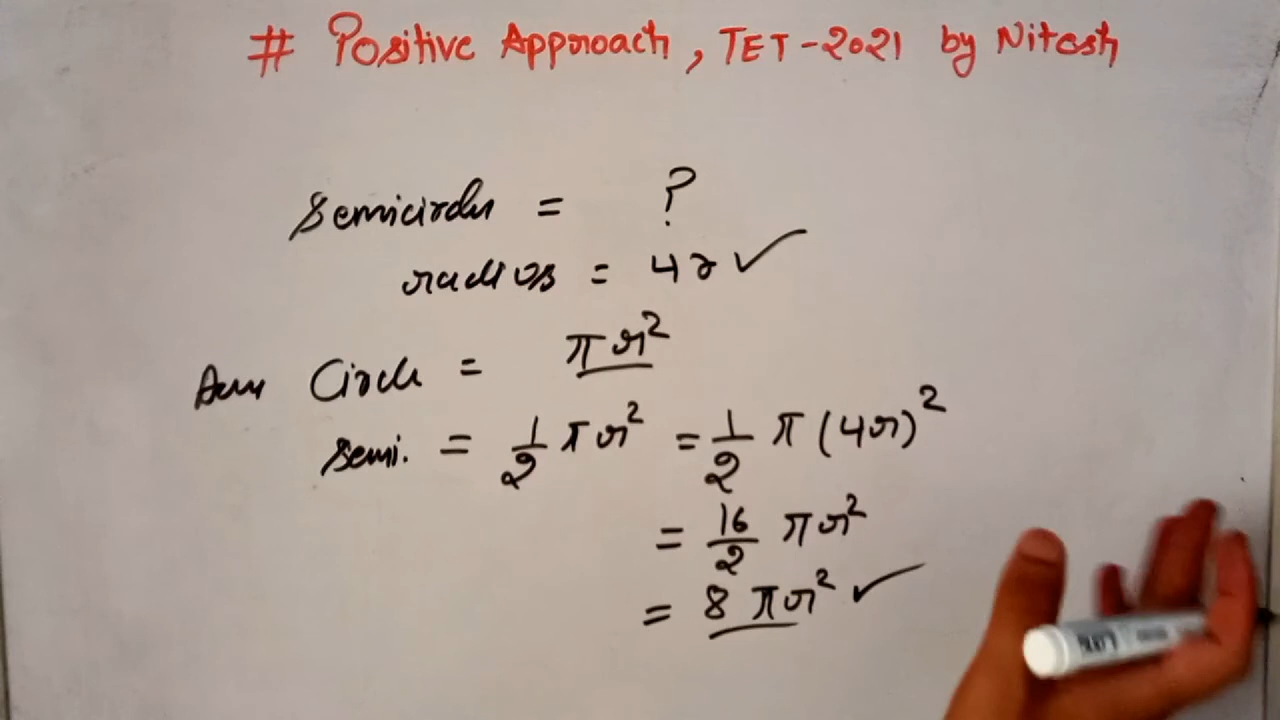 # Positive Approach, TET-2021 by Nitesh
Semicircle = ?
radius = 4r ✓
Area Circle = πr²
Semi. = 1/2 πr² = 1/2 π(4r)²
= 16/2 πr²
= 8πr² ✓